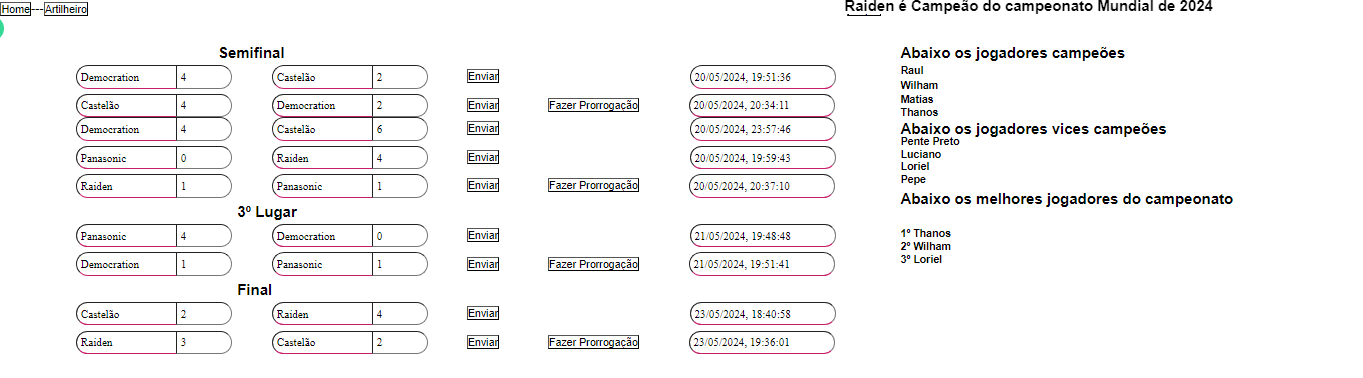 Home---Artilheiro
Raiden é Campeão do campeonato Mundial de 2024
Semifinal
Democration 4 Castelão 2 Enviar 20/05/2024, 19:51:36
Castelão 4 Democration 2 Enviar Fazer Prorrogação 20/05/2024, 20:34:11
Democration 4 Castelão 6 Enviar 20/05/2024, 23:57:46
Panasonic 0 Raiden 4 Enviar 20/05/2024, 19:59:43
Raiden 1 Panasonic 1 Enviar Fazer Prorrogação 20/05/2024, 20:37:10
3º Lugar
Panasonic 4 Democration 0 Enviar 21/05/2024, 19:48:48
Democration 1 Panasonic 1 Enviar Fazer Prorrogação 21/05/2024, 19:51:41
Final
Castelão 2 Raiden 4 Enviar 23/05/2024, 18:40:58
Raiden 3 Castelão 2 Enviar Fazer Prorrogação 23/05/2024, 19:36:01
Abaixo os jogadores campeões
Raul
Wilham
Matias
Thanos
Abaixo os jogadores vices campeões
Pente Preto
Luciano
Loriel
Pepe
Abaixo os melhores jogadores do campeonato
1º Thanos
2º Wilham
3º Loriel